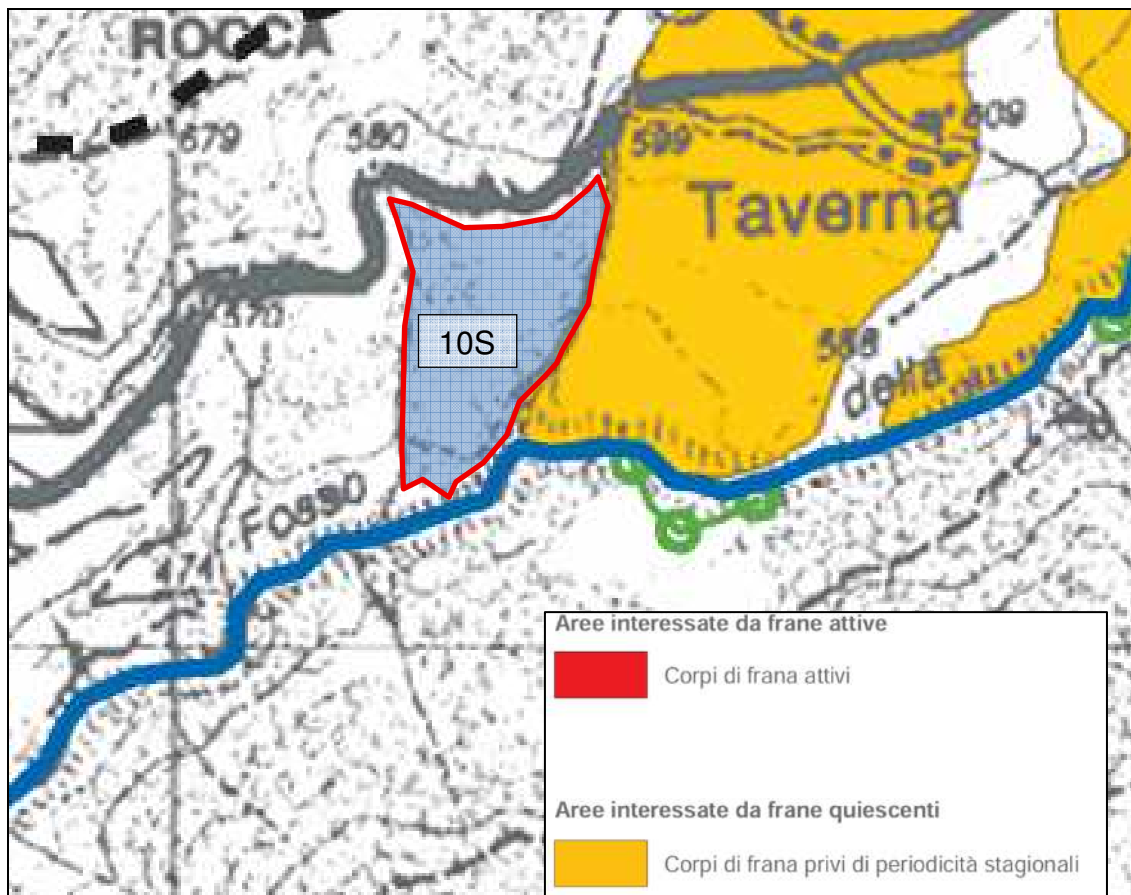 ROCCA
679
580
599
609
Taverna
570
10S
588
della
Fosso
474
Aree interessate da frane attive
Corpi di frana attivi
Aree interessate da frane quiescenti
Corpi di frana privi di periodicità stagionali